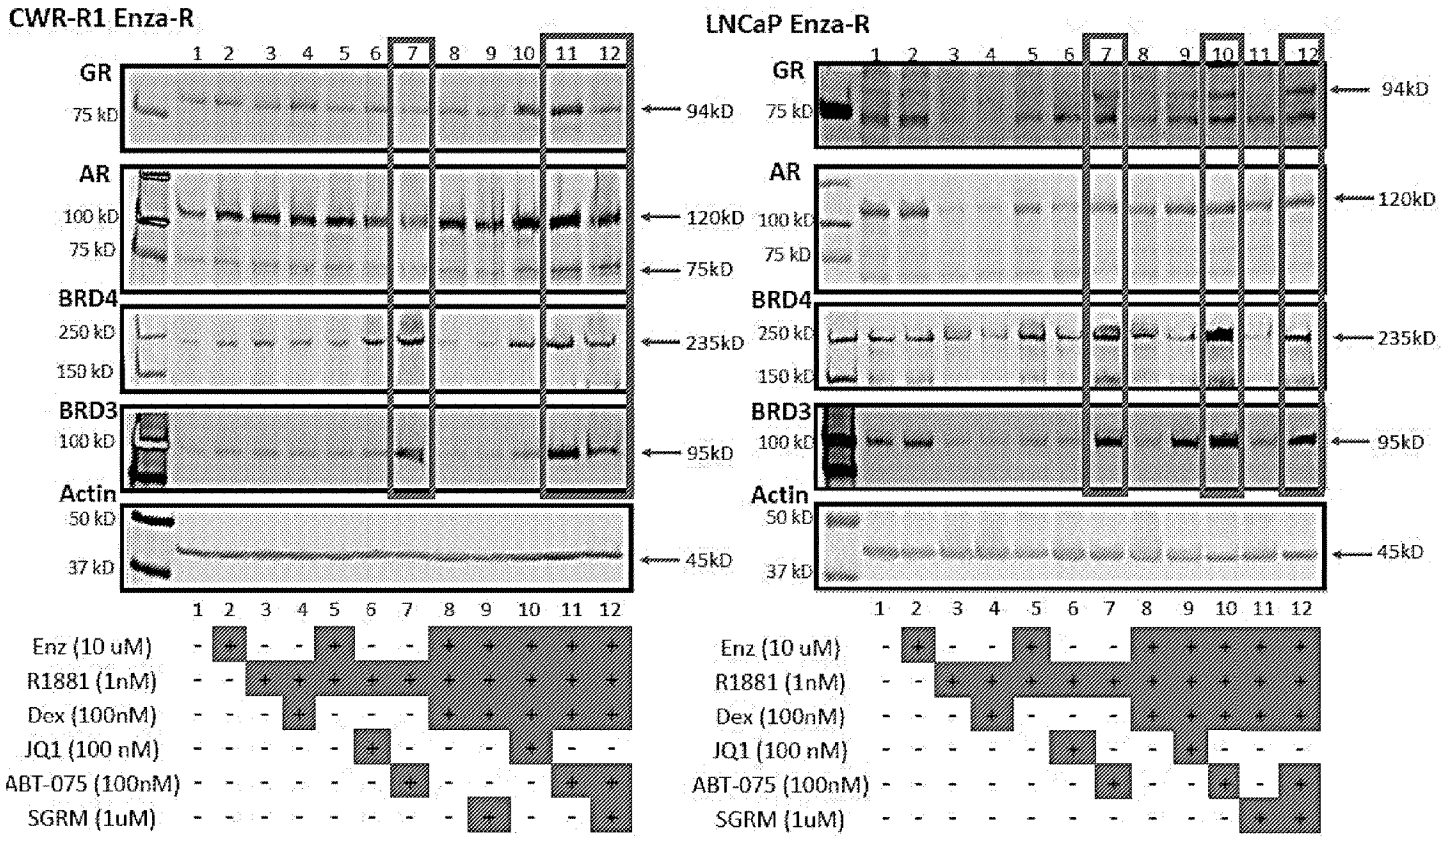 CWR-R1 Enza-R
1 2 3 4 5 6 7 8 9 10 11 12
GR
75 kD
94kD
AR
100 kD
120kD
75 kD
75kD
BRD4
250 kD
235kD
150 kD
BRD3
100 kD
95kD
Actin
50 kD
45kD
37 kD
1 2 3 4 5 6 7 8 9 10 11 12
Enz (10 uM) - + - - + - - + + + + +
R1881 (1nM) - - + + + + + + + + + +
Dex (100nM) - - - + - - - + + + + +
JQ1 (100 nM) - - - - - + - - - + - -
ABT-075 (100nM) - - - - - - + - - - + +
SGRM (1uM) - - - - - - - - + - - +
LNCaP Enza-R
1 2 3 4 5 6 7 8 9 10 11 12
GR
94kD
75 kD
AR
120kD
100 kD
75 kD
BRD4
250 kD
235kD
150 kD
BRD3
100 kD
95kD
Actin
50 kD
45kD
37 kD
1 2 3 4 5 6 7 8 9 10 11 12
Enz (10 uM) - + - - + - - + + + + +
R1881 (1nM) - - + + + + + + + + + +
Dex (100nM) - - - + - - - + + + + +
JQ1 (100 nM) - - - - - + - - + - - -
ABT-075 (100nM) - - - - - - + - - + - +
SGRM (1uM) - - - - - - - - - - + +